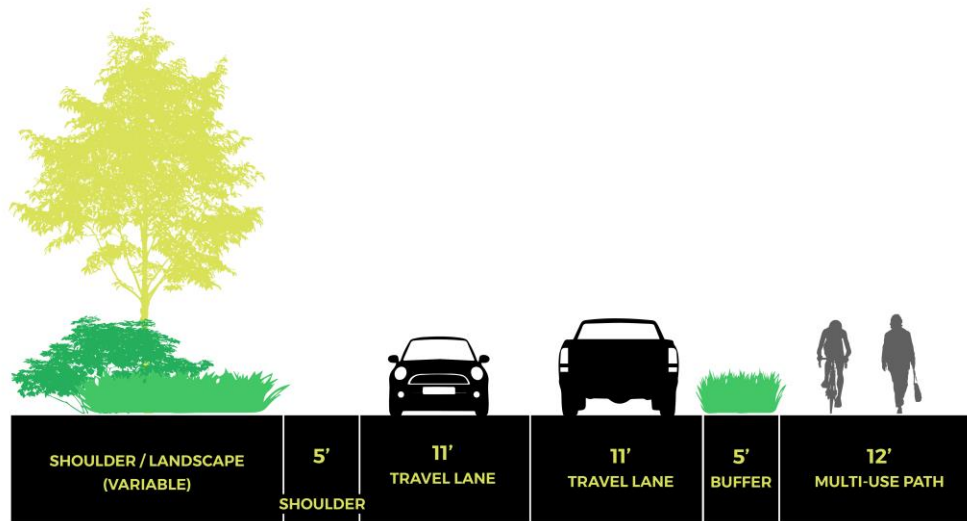 SHOULDER / LANDSCAPE
(VARIABLE)
5’
SHOULDER
11’
TRAVEL LANE
11’
TRAVEL LANE
5’
BUFFER
12’
MULTI-USE PATH